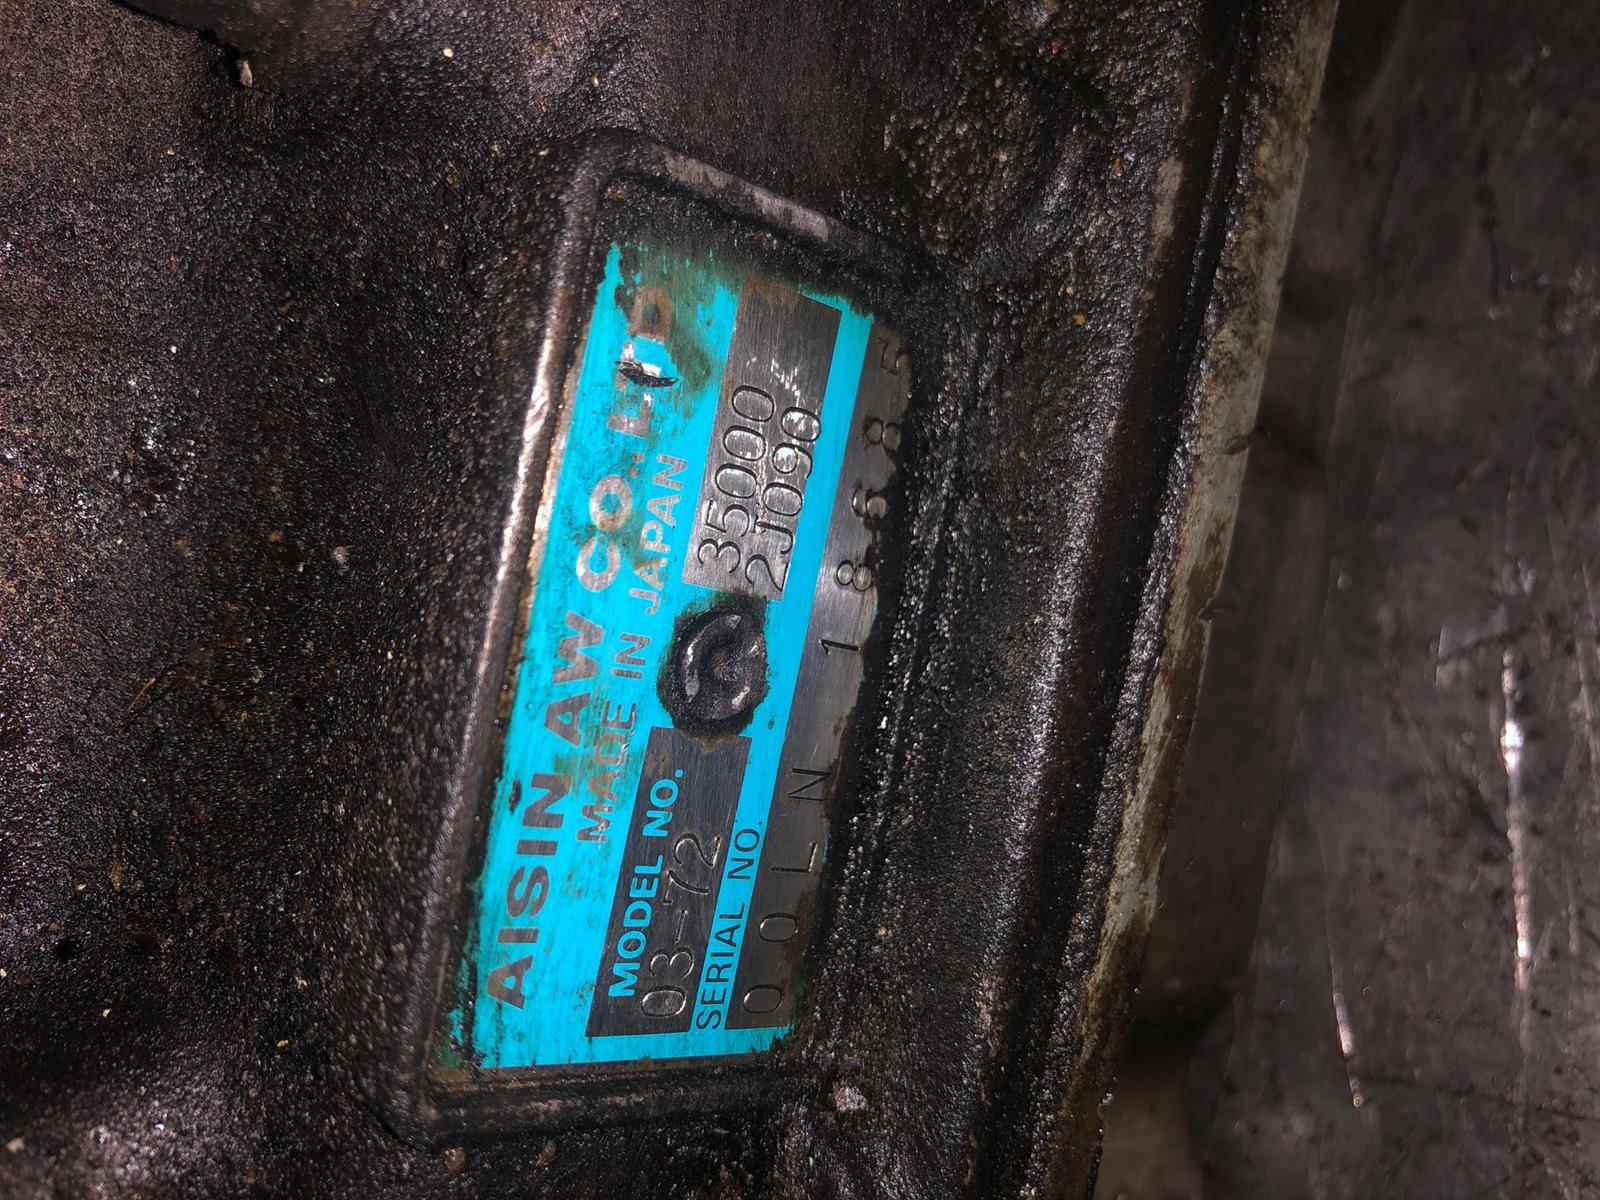 AISIN AW CO.,LTD
MADE IN JAPAN
MODEL NO.
03-72
35000
2J090
SERIAL NO.
00LN 18685